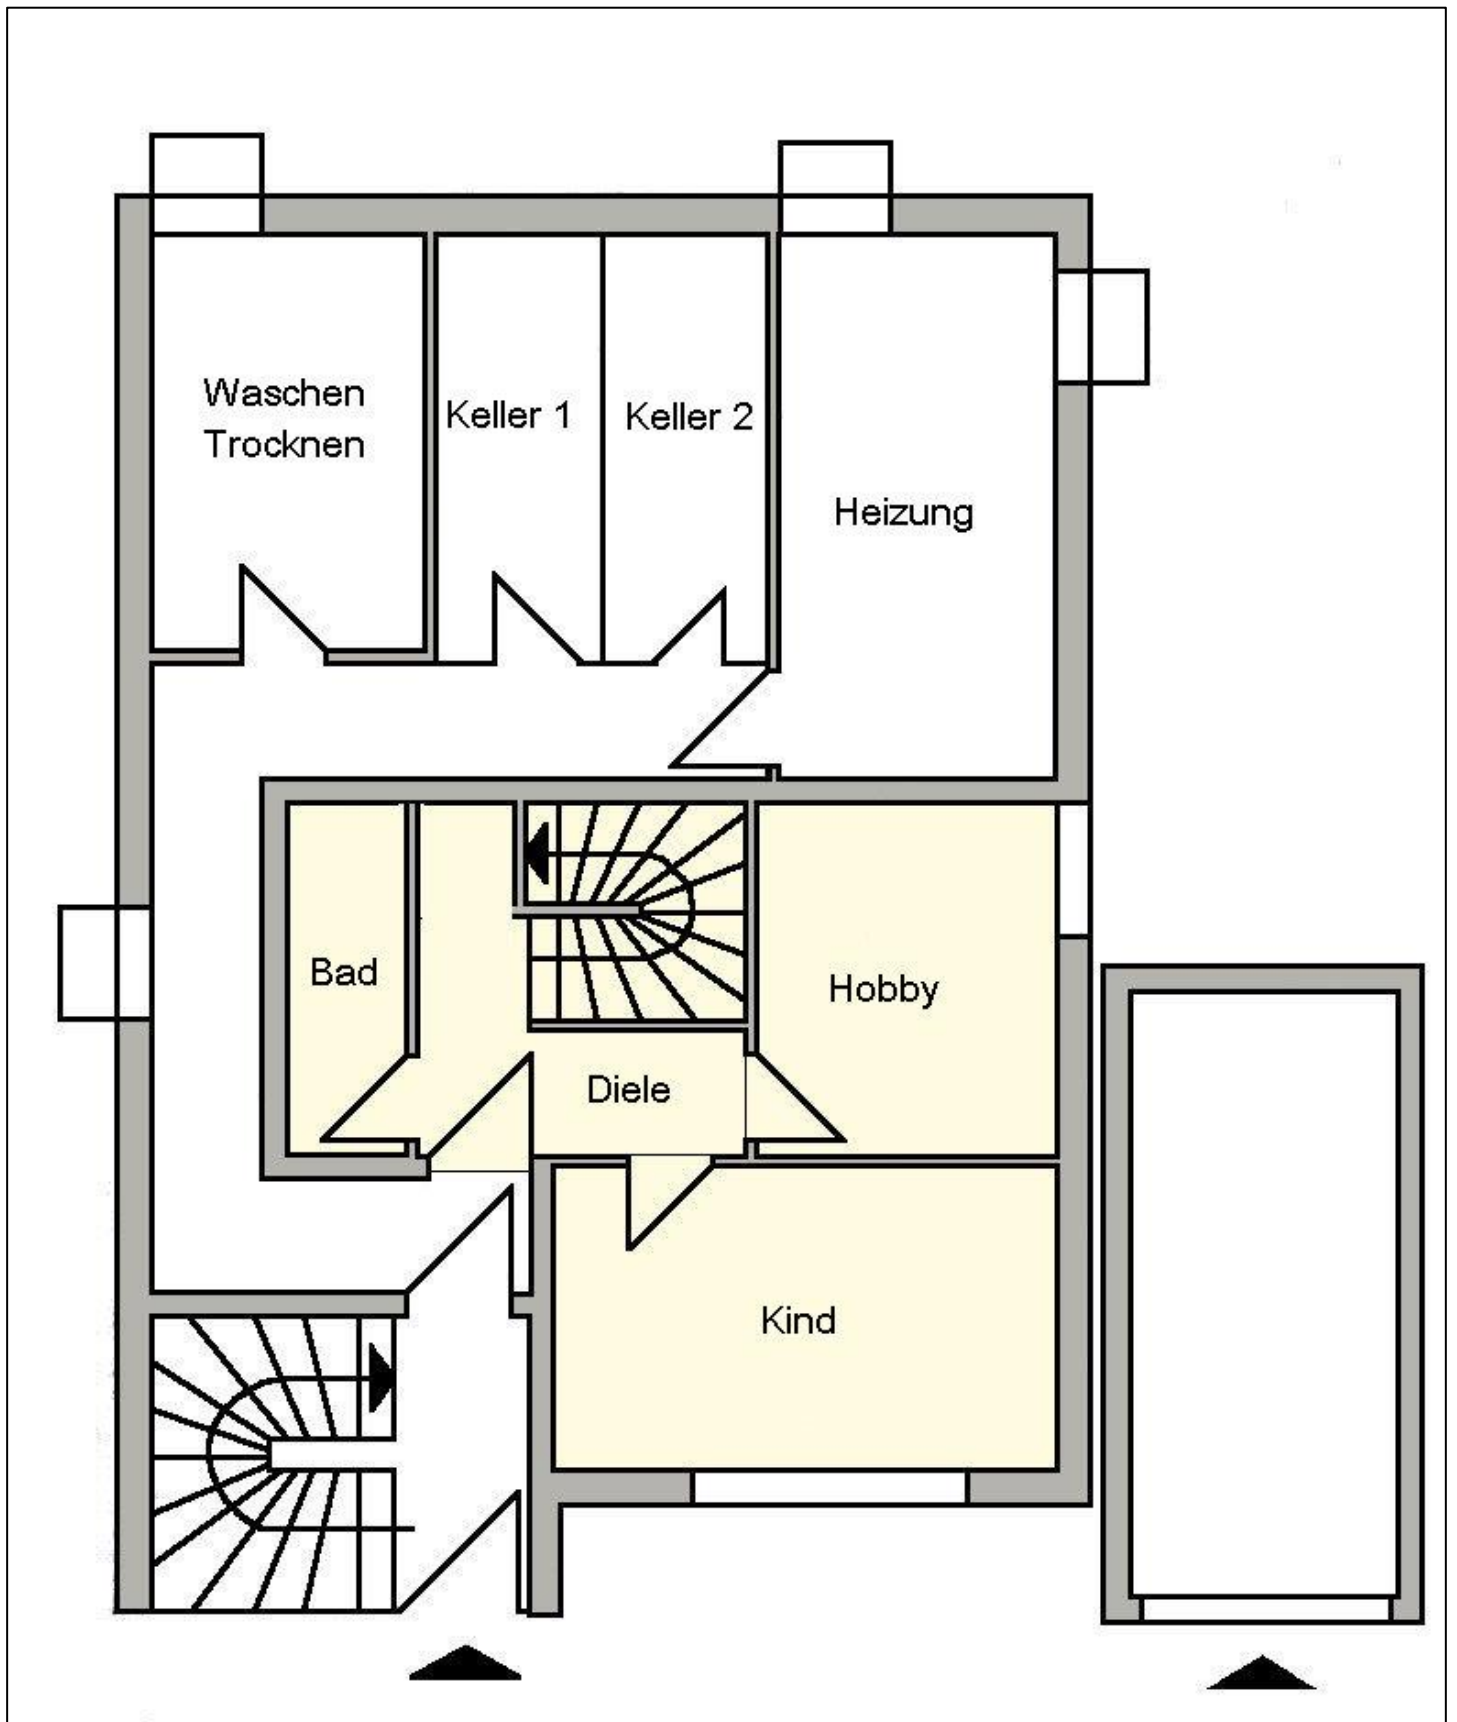 Waschen
Trocknen
Keller 1
Keller 2
Heizung
Bad
Hobby
Diele
Kind